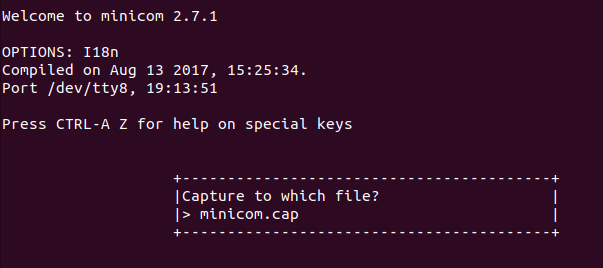 Welcome to minicom 2.7.1
OPTIONS: I18n
Compiled on Aug 13 2017, 15:25:34.
Port /dev/tty8, 19:13:51
Press CTRL-A Z for help on special keys
+-----------------------------------------+
|Capture to which file?                   |
|> minicom.cap                            |
+-----------------------------------------+